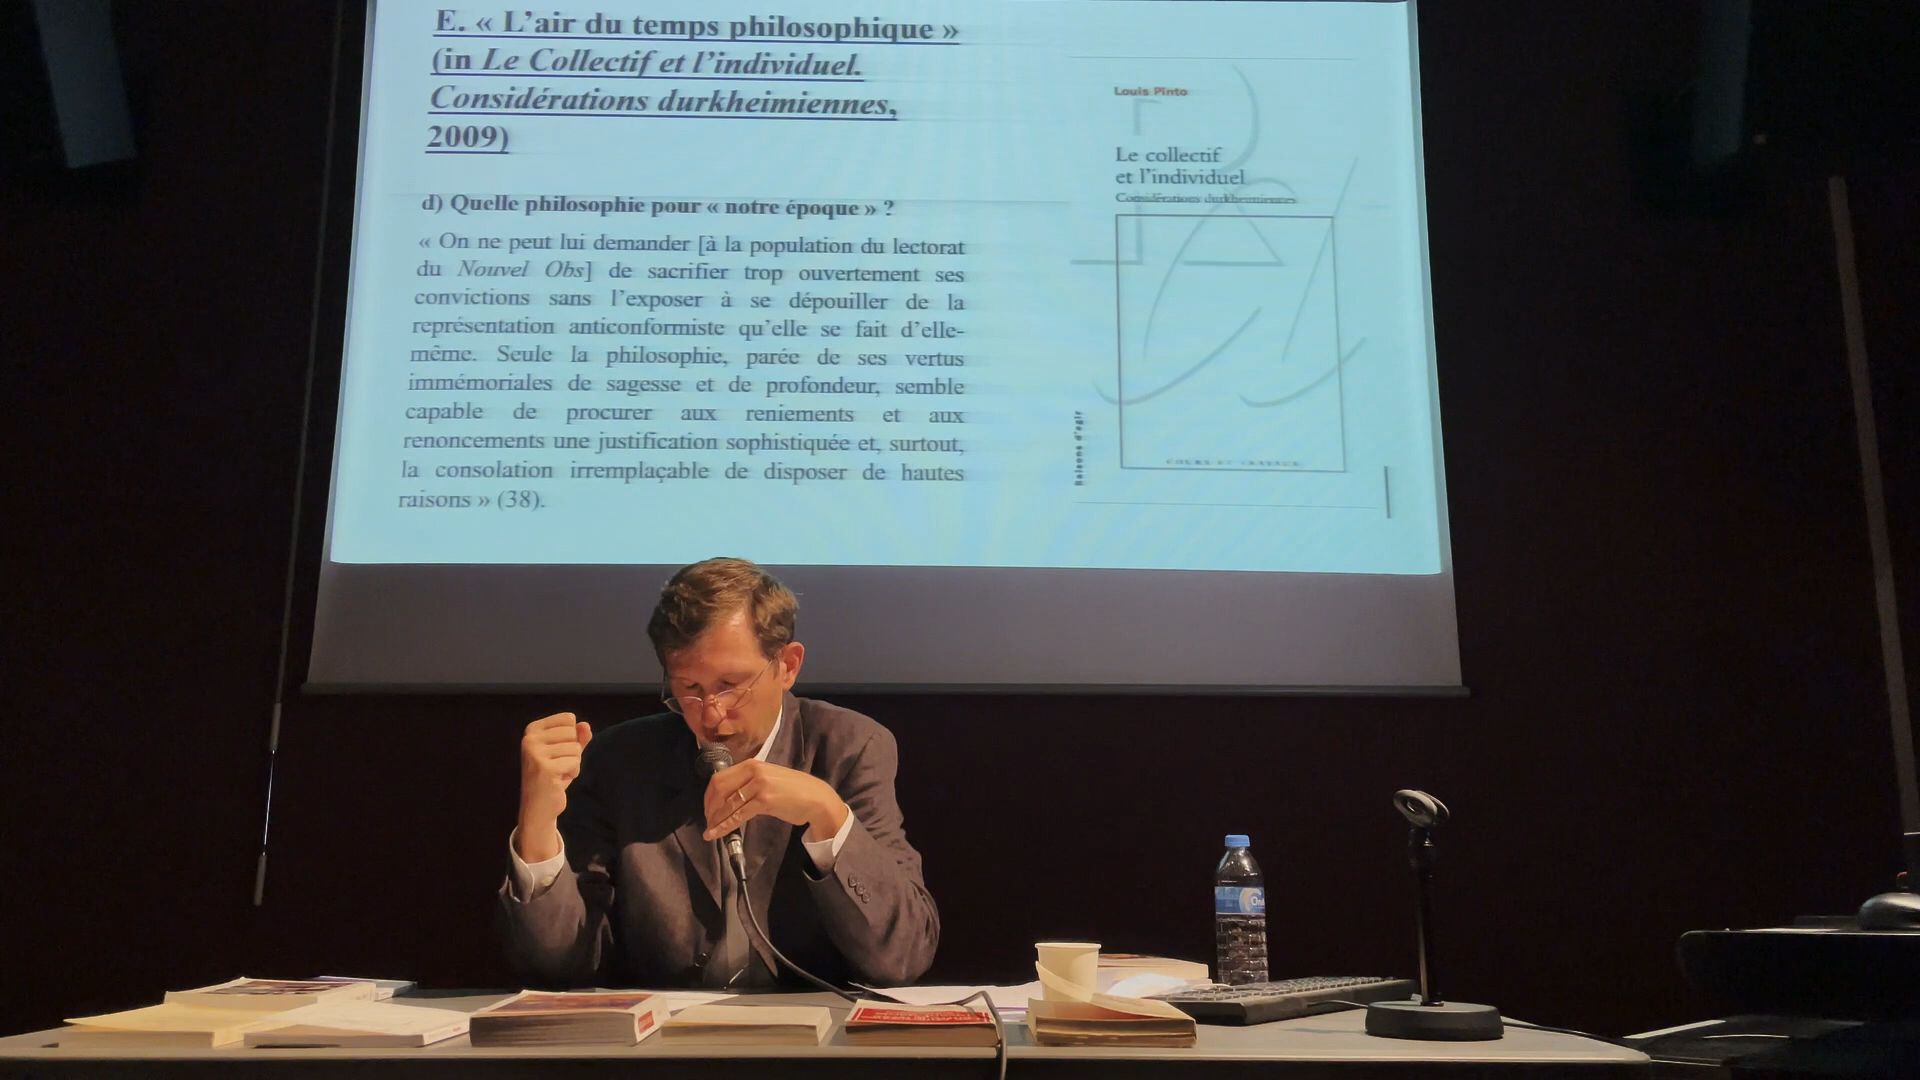 E. « L’air du temps philosophique »
(in Le Collectif et l’individuel.
Considérations durkheimiennes,
2009)
d) Quelle philosophie pour « notre époque » ?
« On ne peut lui demander [à la population du lectorat
du Nouvel Obs] de sacrifier trop ouvertement ses
convictions sans l’exposer à se dépouiller de la
représentation anticonformiste qu’elle se fait d’elle-
même. Seule la philosophie, parée de ses vertus
immémoriales de sagesse et de profondeur, semble
capable de procurer aux reniements et aux
renoncements une justification sophistiquée et, surtout,
la consolation irremplaçable de disposer de hautes
raisons » (38).
Louis Pinto
Le collectif
et l’individuel
Considérations durkheimiennes
Raisons d’agir
COURS ET TRAVAUX